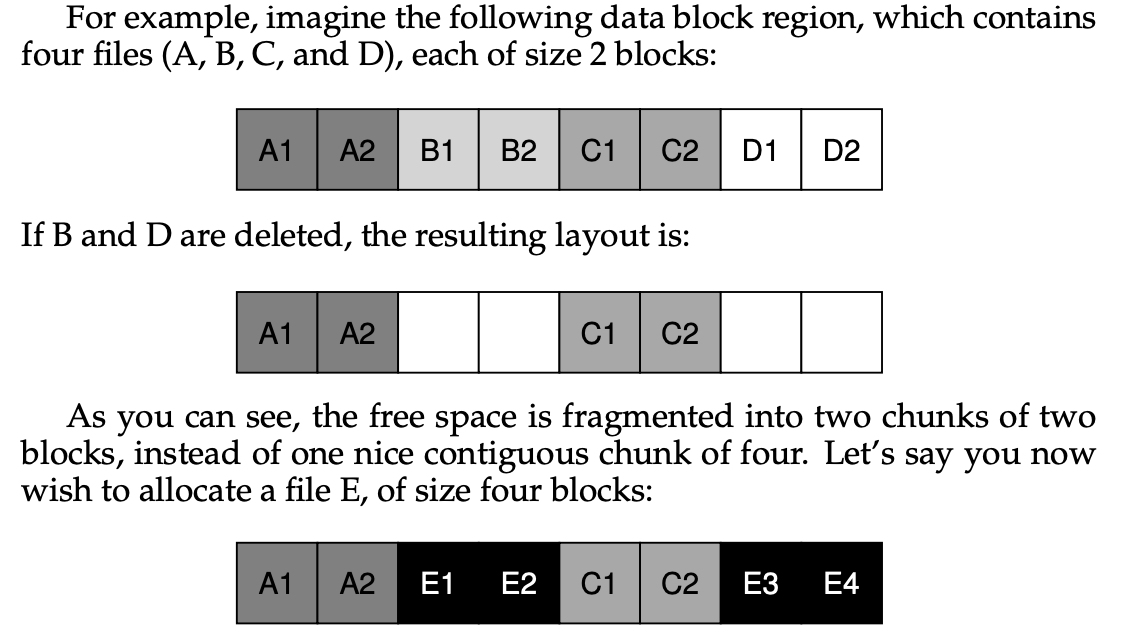 For example, imagine the following data block region, which contains
four files (A, B, C, and D), each of size 2 blocks:
A1 A2 B1 B2 C1 C2 D1 D2
If B and D are deleted, the resulting layout is:
A1 A2 C1 C2
As you can see, the free space is fragmented into two chunks of two
blocks, instead of one nice contiguous chunk of four. Let’s say you now
wish to allocate a file E, of size four blocks:
A1 A2 E1 E2 C1 C2 E3 E4